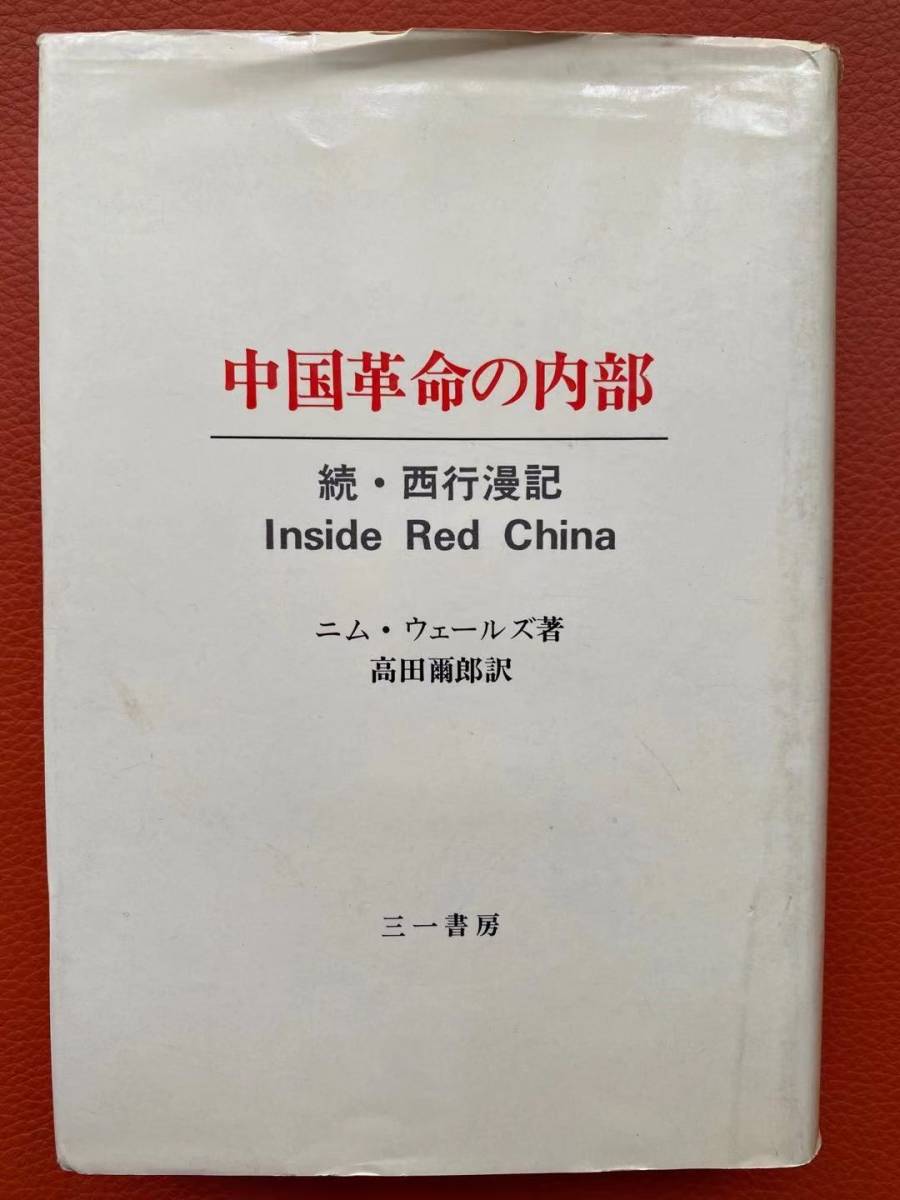 中国革命の内部
続・西行漫記
Inside Red China
ニム・ウェールズ著
高田爾郎訳
三一書房